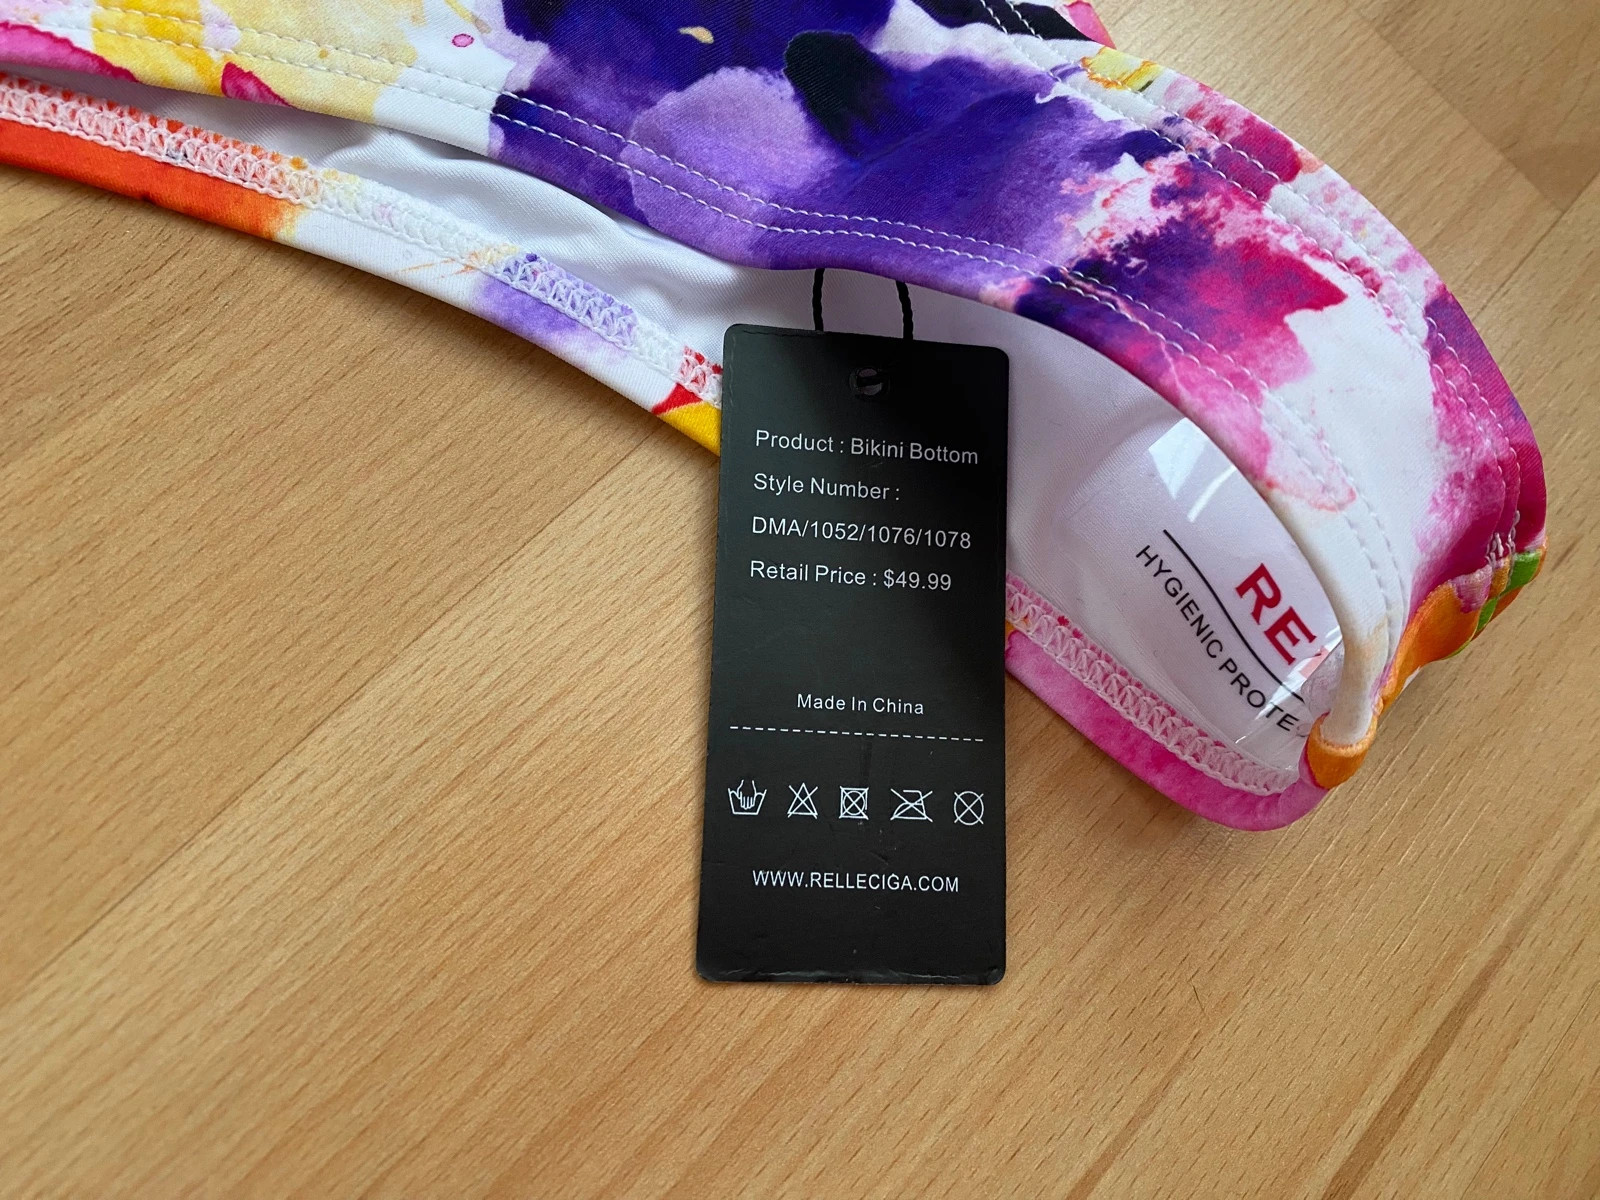 Product : Bikini Bottom
Style Number :
DMA/1052/1076/1078
Retail Price : $49.99
Made In China
WWW.RELLECIGA.COM
RE
HYGIENIC PROTE